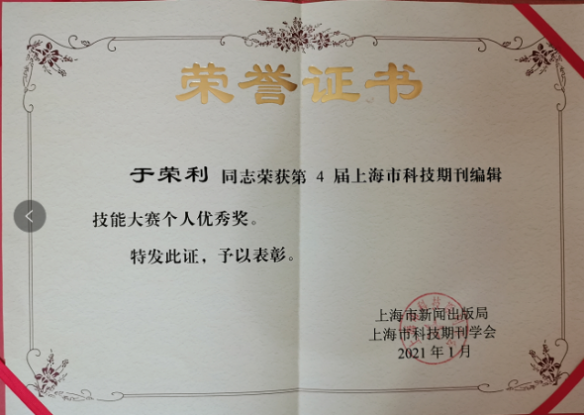 荣誉证书
于荣利 同志荣获第 4 届上海市科技期刊编辑
技能大赛个人优秀奖。
特发此证，予以表彰。
上海市新闻出版局
上海市科技期刊学会
2021 年 1 月